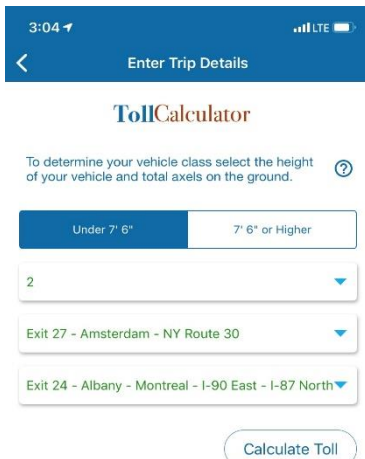 3:04 LTE
Enter Trip Details
TollCalculator
To determine your vehicle class select the height
of your vehicle and total axels on the ground.
?
Under 7' 6" 7' 6" or Higher
2
Exit 27 - Amsterdam - NY Route 30
Exit 24 - Albany - Montreal - I-90 East - I-87 North
Calculate Toll